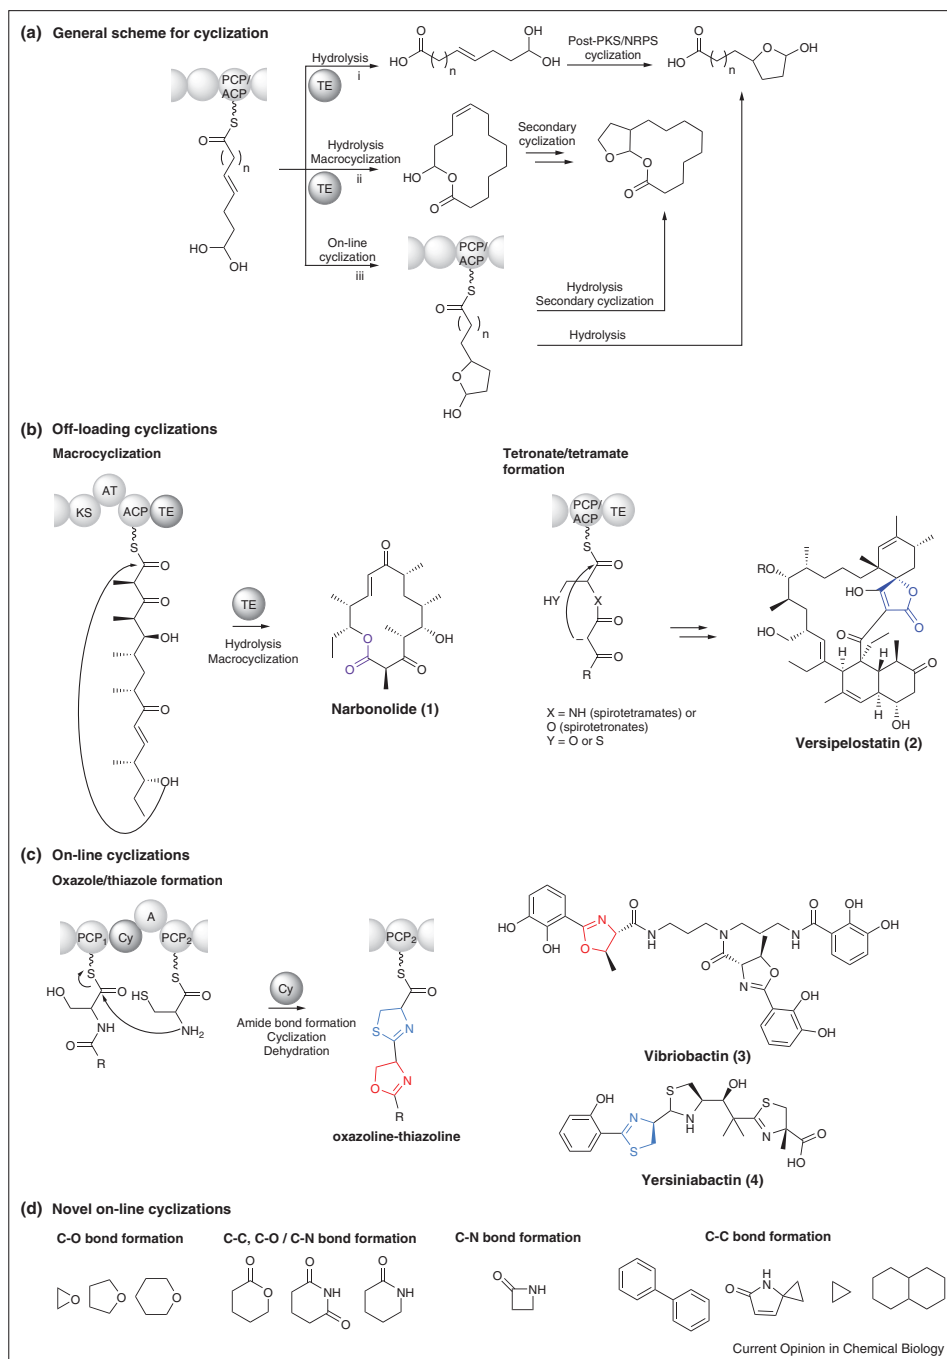 (a) General scheme for cyclization
PCP/
ACP
S
O
n
HO
OH
Hydrolysis
i
TE
O
HO
n
OH
OH
Post-PKS/NRPS
cyclization
O
HO
n
O
OH
Hydrolysis
Macrocyclization
ii
TE
HO
O
O
Secondary
cyclization
O
O
O
On-line
cyclization
iii
PCP/
ACP
S
O
n
O
HO
Hydrolysis
Secondary cyclization
Hydrolysis
(b) Off-loading cyclizations
Macrocyclization
KS
AT
ACP
TE
S
O
O
OH
O
OH
TE
Hydrolysis
Macrocyclization
O
O
O
OH
O
Narbonolide (1)
Tetronate/tetramate
formation
PCP/
ACP
TE
S
O
HY
X
O
O
R
X = NH (spirotetramates) or
O (spirotetronates)
Y = O or S
RO
HO
O
O
O
HO
H
H
H
O
OH
Versipelostatin (2)
(c) On-line cyclizations
Oxazole/thiazole formation
PCP1
Cy
A
PCP2
S
HO
O
NH
O
R
S
HS
O
NH2
Cy
Amide bond formation
Cyclization
Dehydration
PCP2
S
O
S
N
O
N
R
oxazoline-thiazoline
HO
OH
N
O
O
N
H
N
O
H
N
O
OH
OH
O
N
OH
OH
Vibriobactin (3)
OH
N
S
S
N
H
OH
S
N
O
HO
Yersiniabactin (4)
(d) Novel on-line cyclizations
C-O bond formation
O
O
O
C-C, C-O / C-N bond formation
O
O
O
NH
O
O
NH
C-N bond formation
O
NH
C-C bond formation
H
N
O
Current Opinion in Chemical Biology